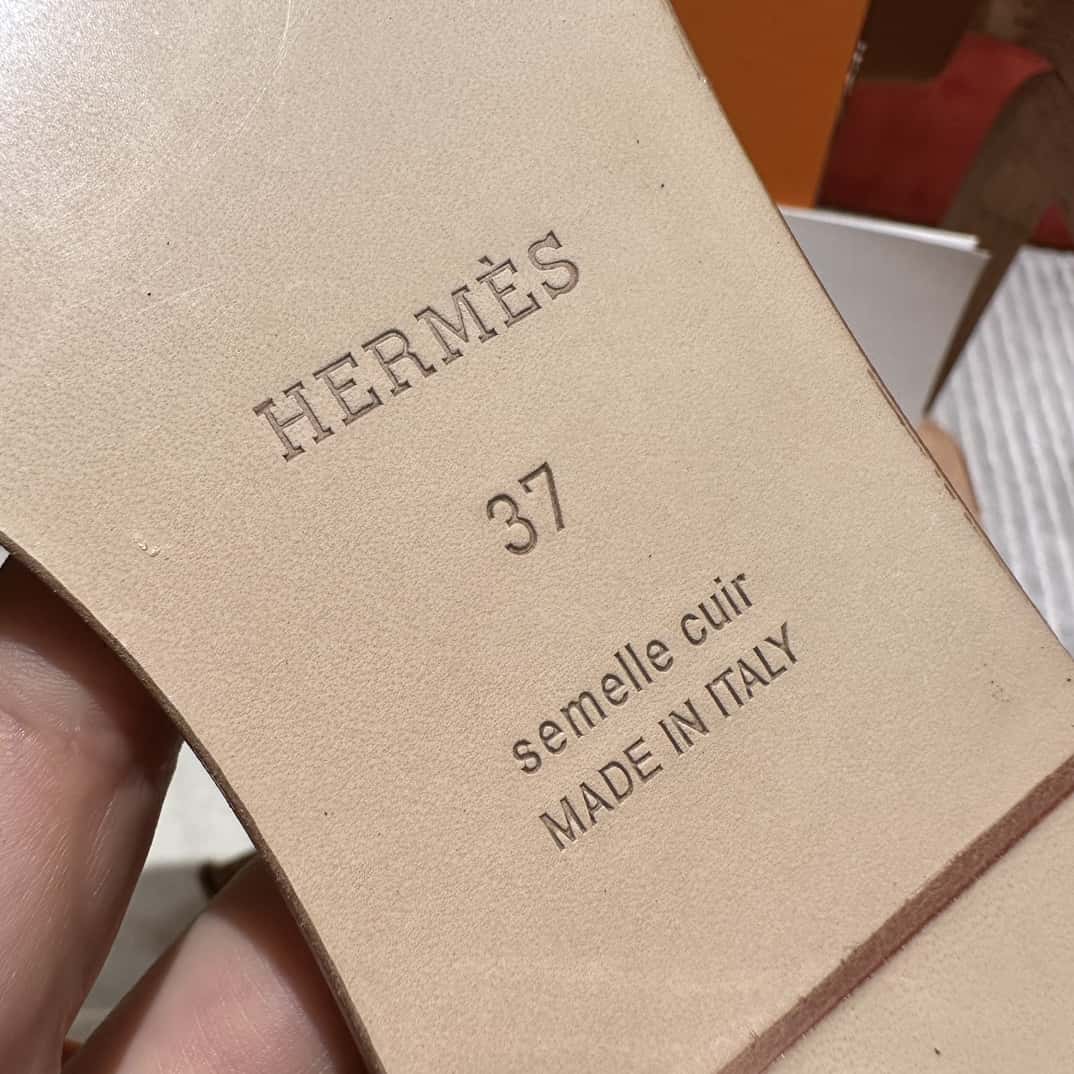 HERMÈS
37
semelle cuir
MADE IN ITALY